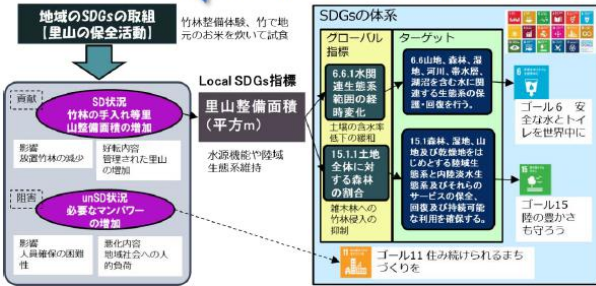 地域のSDGsの取組
【里山の保全活動】
竹林整備体験、竹で地
元のお米を炊いて試食
貢献
SD状況
竹林の手入れ等里
山整備面積の増加
影響
放置竹林の減少
好転内容
管理された里山
の増加
阻害
unSD状況
必要なマンパワー
の増加
影響
人員確保の困難
性
悪化内容
地域社会への人
的負荷
Local SDGs指標
里山整備面積
（平方m）
水源機能や陸域
生態系維持
SDGsの体系
グローバル
指標
6.6.1水関
連生態系
範囲の経
時変化
土壌の含水率
低下の緩和
15.1.1土地
全体に対
する森林
の割合
雑木林への
竹林侵入の
抑制
ターゲット
6.6山地、森林、湿
地、河川、帯水層、
湖沼を含む水に関
連する生態系の保
護・回復を行う。
15.1森林、湿地、山
地及び乾燥地をは
じめとする陸域生
態系と内陸淡水生
態系及びそれらの
サービスの保全、
回復及び持続可能
な利用を確保する。
6
ゴール6　安
全な水とトイ
レを世界中に
15
ゴール15
陸の豊かさ
も守ろう
11
ゴール11 住み続けられるまち
づくりを